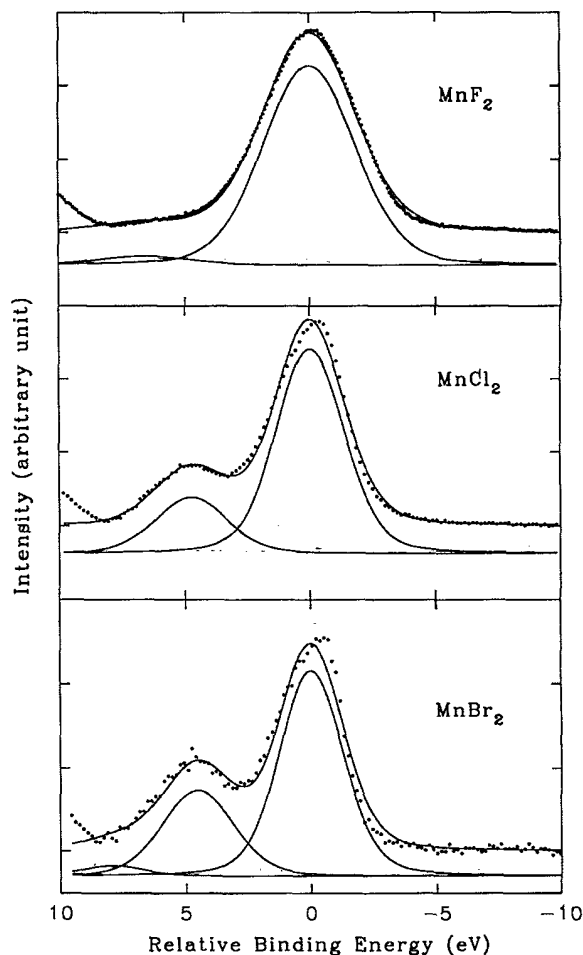 MnF2
MnCl2
MnBr2
Intensity (arbitrary unit)
10 5 0 -5 -10
Relative Binding Energy (eV)